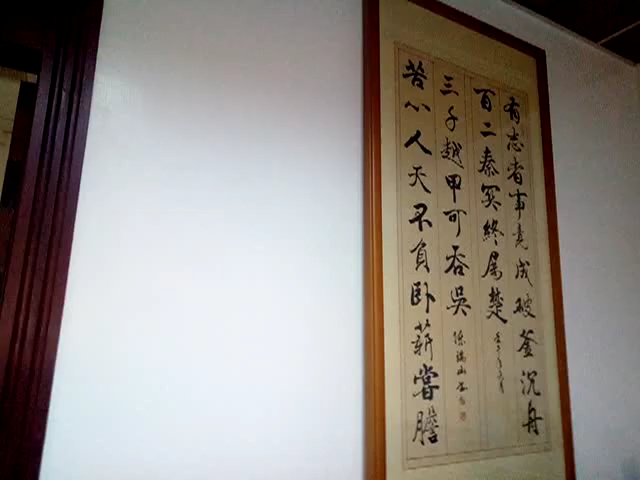 有志者事竟成破釜沉舟
百二秦关終属楚
苦心人天不負卧薪嘗膽
三千越甲可吞吳